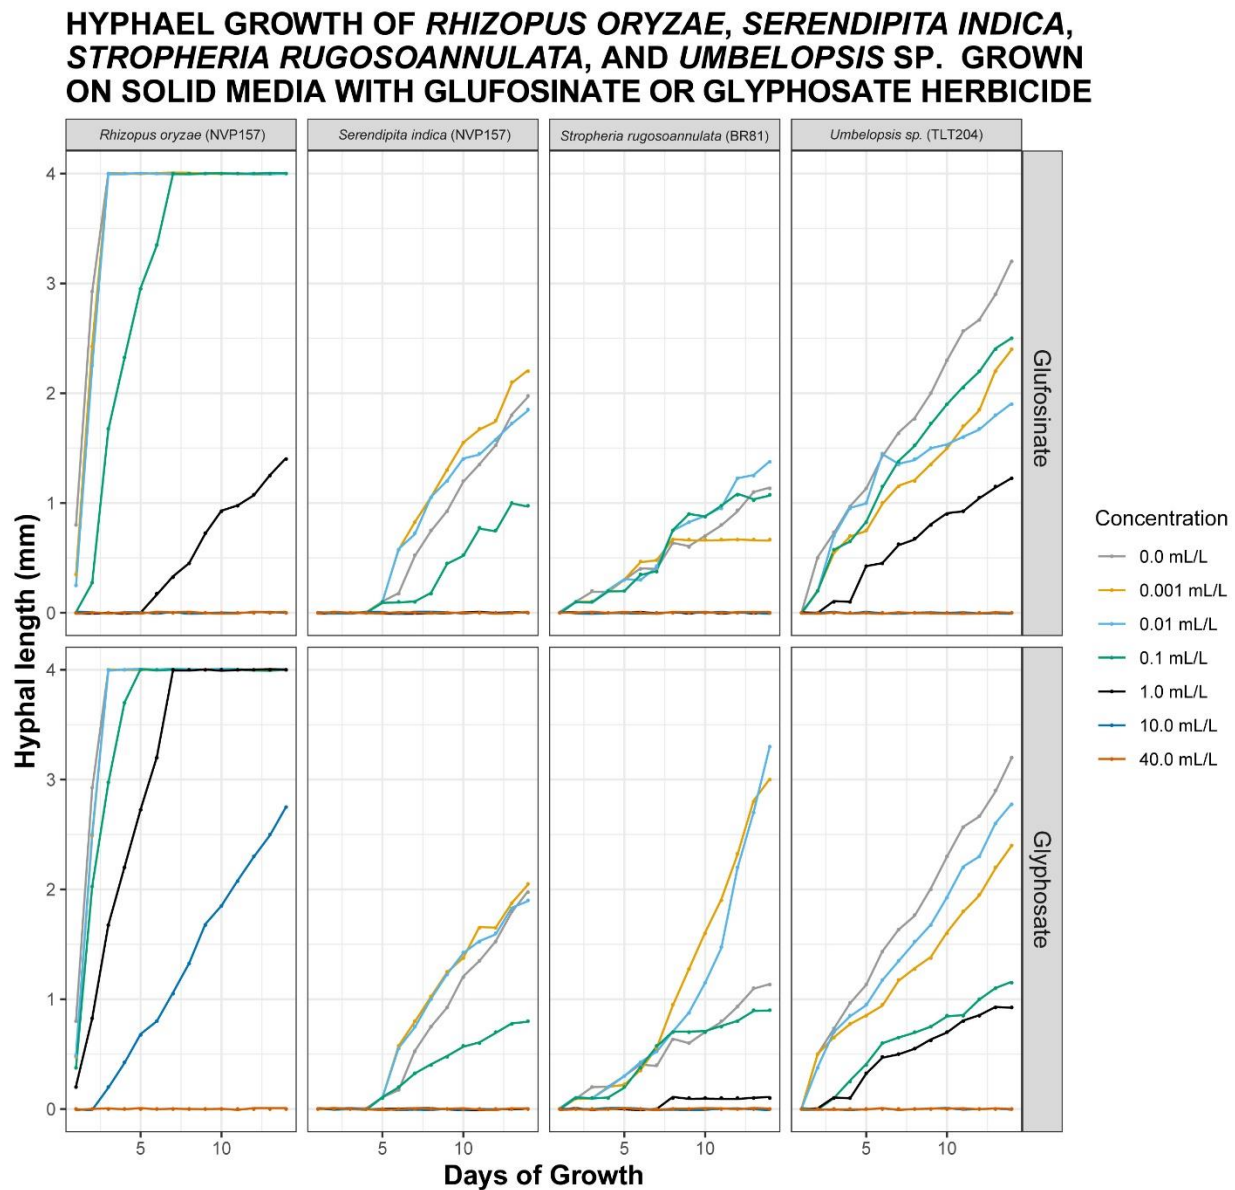 HYPHAEL GROWTH OF RHIZOPUS ORYZAE, SERENDIPITA INDICA,
STROPHERIA RUGOSOANNULATA, AND UMBELOPSIS SP. GROWN
ON SOLID MEDIA WITH GLUFOSINATE OR GLYPHOSATE HERBICIDE
Rhizopus oryzae (NVP157)
Serendipita indica (NVP157)
Stropheria rugosoannulata (BR81)
Umbelopsis sp. (TLT204)
4
3
2
1
0
Glufosinate
Hyphal length (mm)
4
3
2
1
0
Glyphosate
5 10
5 10
5 10
5 10
Days of Growth
Concentration
0.0 mL/L
0.001 mL/L
0.01 mL/L
0.1 mL/L
1.0 mL/L
10.0 mL/L
40.0 mL/L